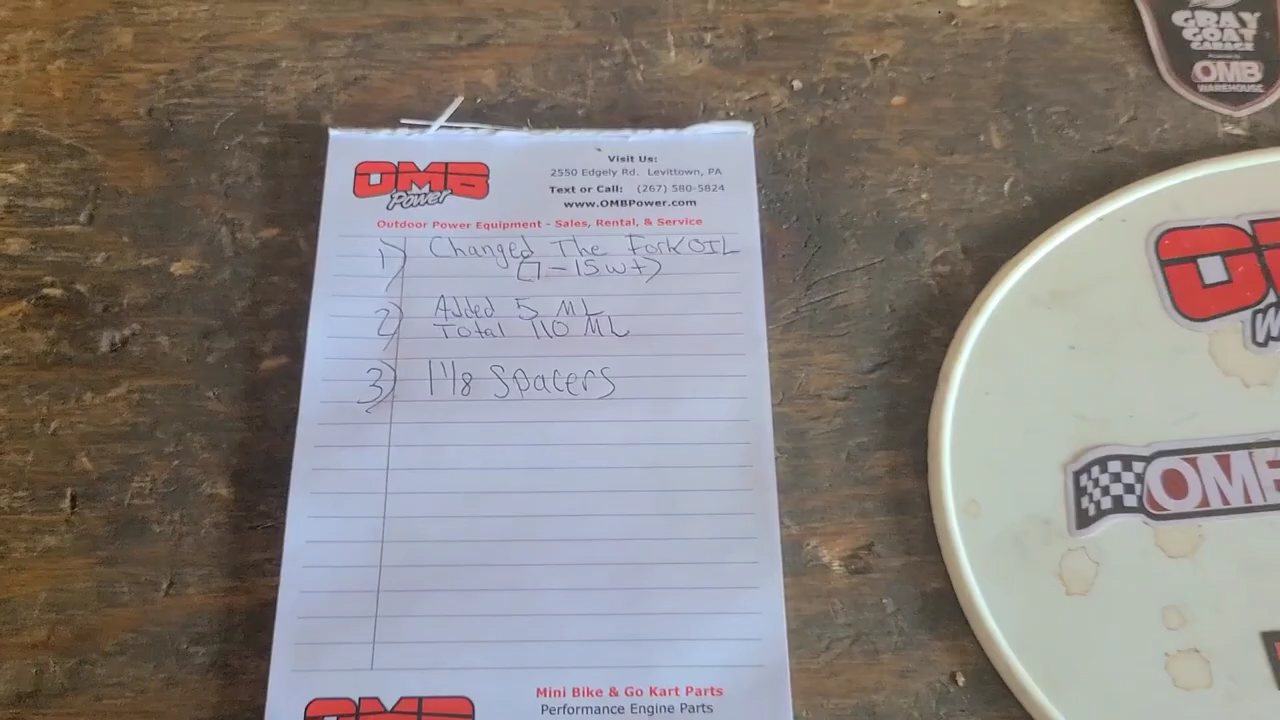 GRAY
GOAT
GARAGE
OMB
WAREHOUSE
OMB
Power
Visit Us:
2550 Edgely Rd. Levittown, PA
Text or Call: (267) 580-5824
www.OMBPower.com
Outdoor Power Equipment - Sales, Rental, & Service
1) Changed The Fork OIL
(7-15wt)
2) Added 5 ML
Total 110 ML
3) 1 1/8 Spacers
OMB
Mini Bike & Go Kart Parts
Performance Engine Parts
OMB